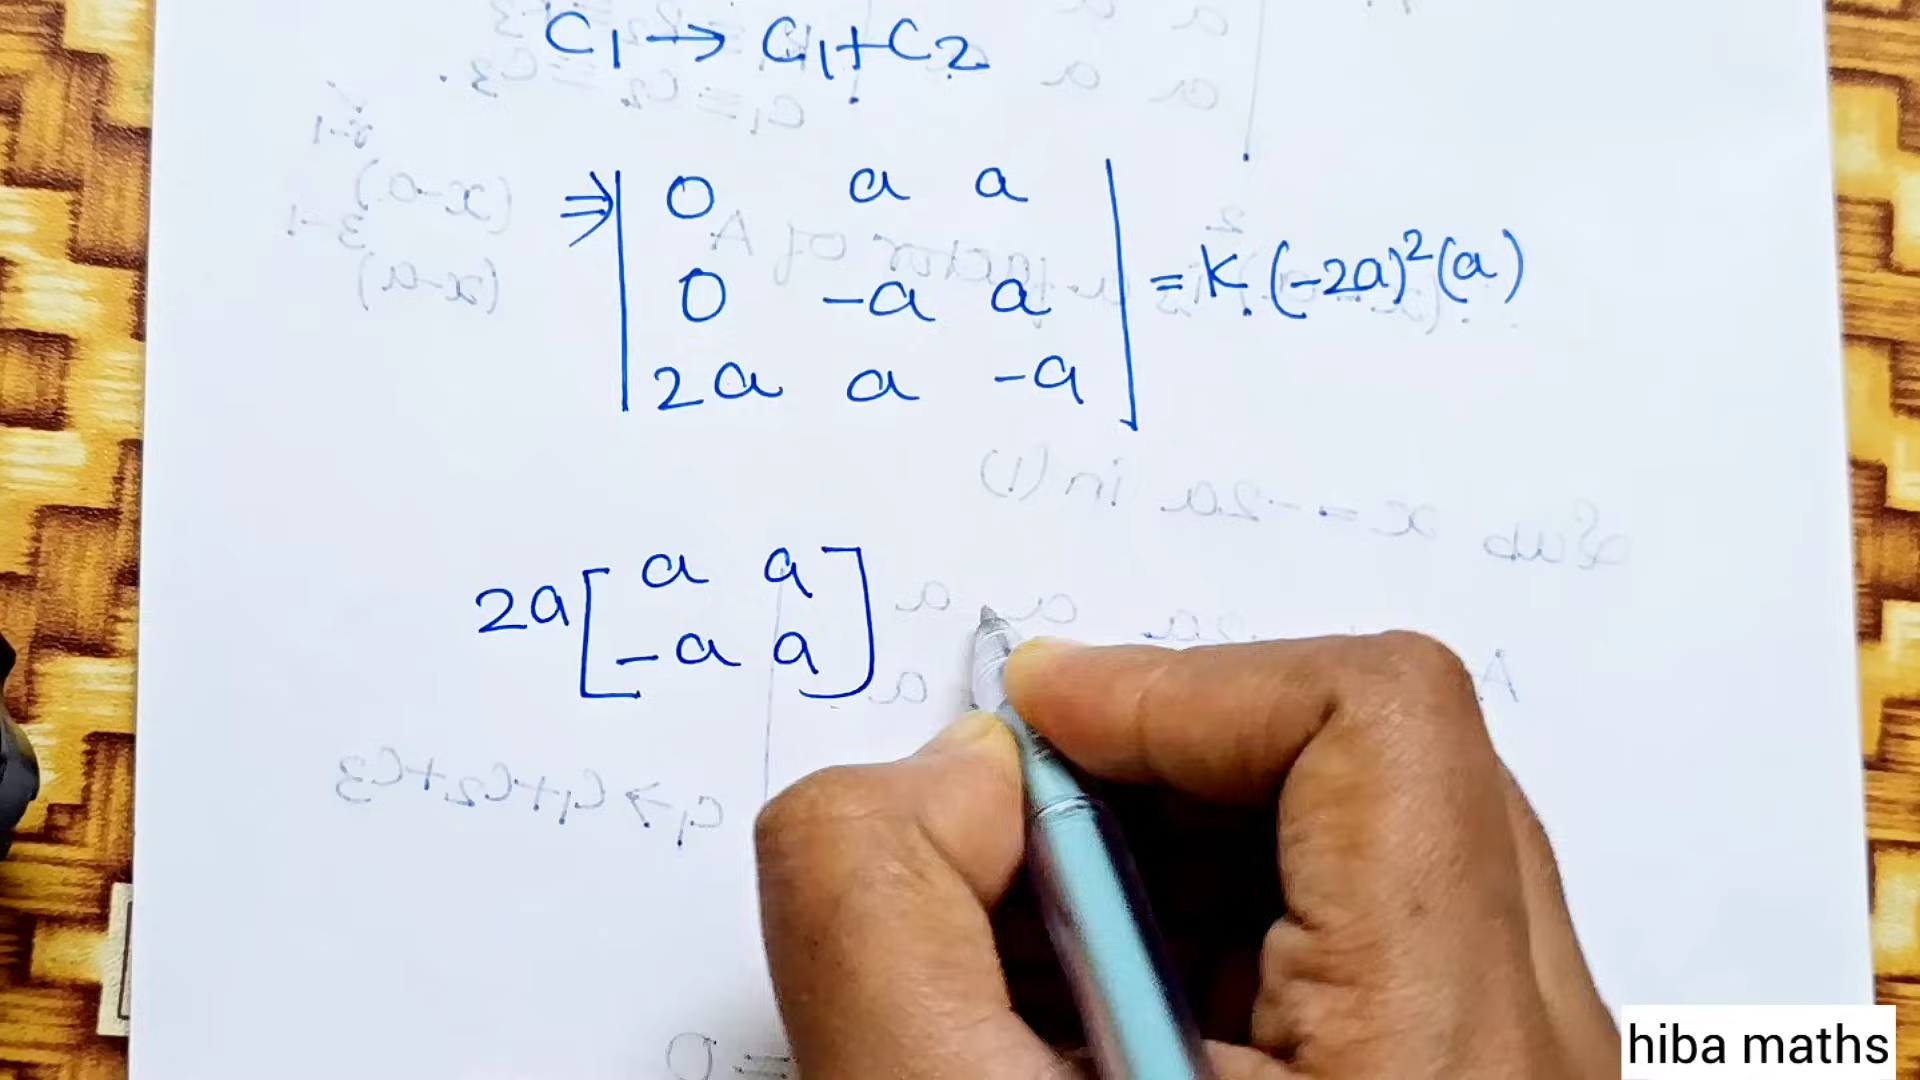 C1 → C1+C2
⇒ | 0 a a |
| 0 -a a | = K (-2a)²(a)
| 2a a -a |
2a [ a a
-a a ]
hiba maths